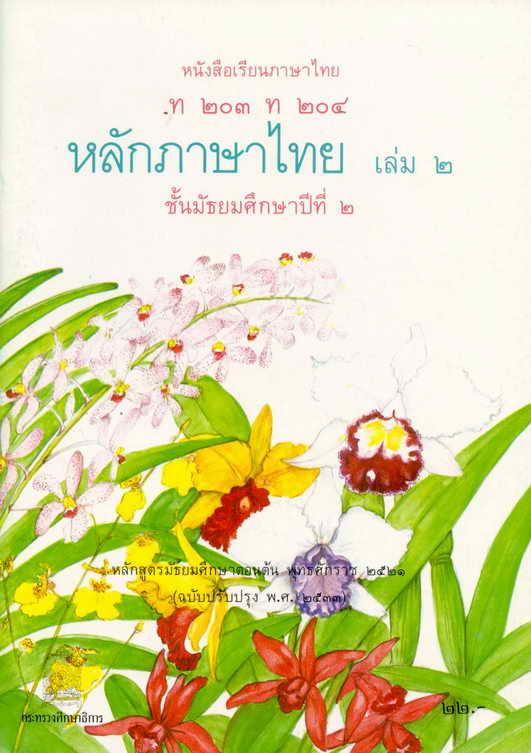 หนังสือเรียนภาษาไทย
ท ๒๐๓ ท ๒๐๔
หลักภาษาไทย เล่ม ๒
ชั้นมัธยมศึกษาปีที่ ๒
หลักสูตรมัธยมศึกษาตอนต้น พุทธศักราช ๒๕๒๑
(ฉบับปรับปรุง พ.ศ. ๒๕๓๓)
กระทรวงศึกษาธิการ
๒๒.-